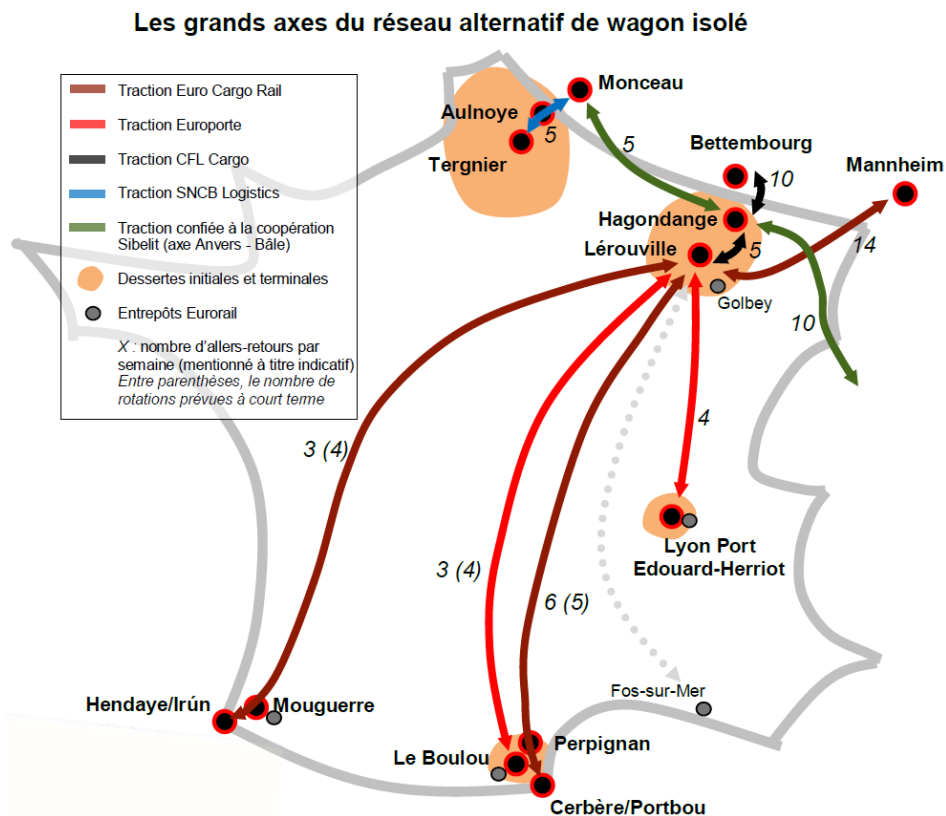 Les grands axes du réseau alternatif de wagon isolé
Traction Euro Cargo Rail
Traction Europorte
Traction CFL Cargo
Traction SNCB Logistics
Traction confiée à la coopération
Sibelit (axe Anvers - Bâle)
Dessertes initiales et terminales
Entrepôts Eurorail
X : nombre d'allers-retours par
semaine (mentionné à titre indicatif)
Entre parenthèses, le nombre de
rotations prévues à court terme
Monceau
Aulnoye
5
Tergnier
5
Bettembourg
10
Mannheim
Hagondange
Lérouville
5
14
Golbey
10
3 (4)
4
Lyon Port
Edouard-Herriot
3 (4)
6 (5)
Fos-sur-Mer
Hendaye/Irún
Mouguerre
Perpignan
Le Boulou
Cerbère/Portbou